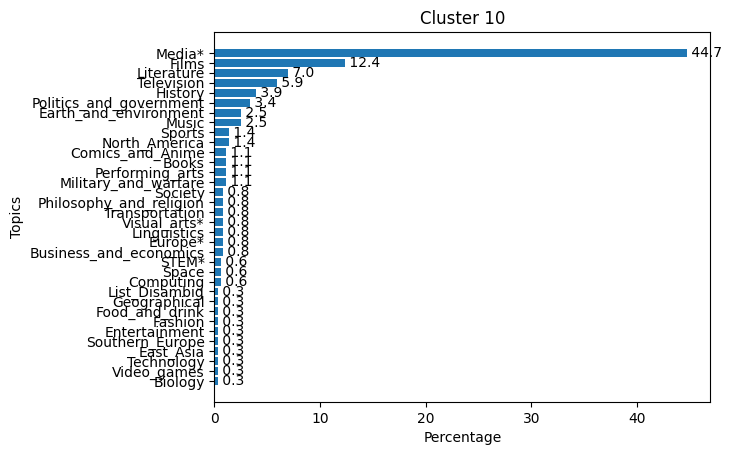 Cluster 10
Topics
Media* 44.7
Films 12.4
Literature 7.0
Television 5.9
History 3.9
Politics_and_government 3.4
Earth_and_environment 2.5
Music 2.5
Sports 1.4
North_America 1.4
Comics_and_Anime 1.1
Books 1.1
Performing_arts 1.1
Military_and_warfare 1.1
Society 0.8
Philosophy_and_religion 0.8
Transportation 0.8
Visual_arts* 0.8
Linguistics 0.8
Europe* 0.8
Business_and_economics 0.8
STEM* 0.6
Space 0.6
Computing 0.6
List_Disambig 0.3
Geographical 0.3
Food_and_drink 0.3
Fashion 0.3
Entertainment 0.3
Southern_Europe 0.3
East_Asia 0.3
Technology 0.3
Video_games 0.3
Biology 0.3
0 10 20 30 40
Percentage